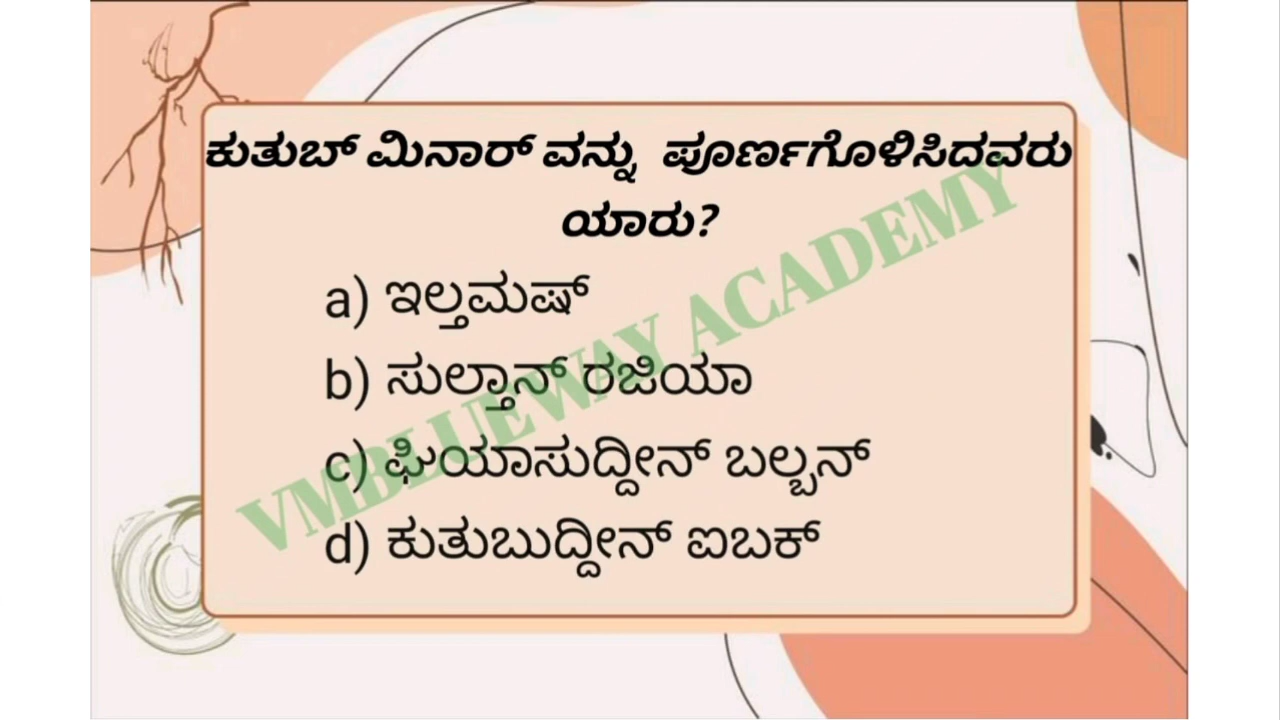 ಕುತುಬ್ ಮಿನಾರ್ ವನ್ನು ಪೂರ್ಣಗೊಳಿಸಿದವರು
ಯಾರು?
a) ಇಲ್ತಮಷ್
b) ಸುಲ್ತಾನ್ ರಜಿಯಾ
c) ಘಿಯಾಸುದ್ದೀನ್ ಬಲ್ಬನ್
d) ಕುತುಬುದ್ದೀನ್ ಐಬಕ್
VMBLUEWAY ACADEMY